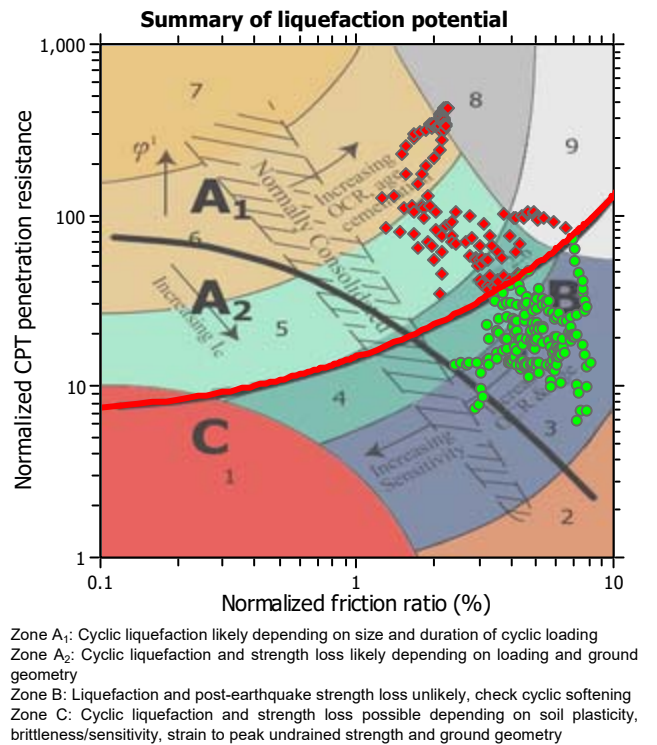 Summary of liquefaction potential
1,000
7
8
9
φ'
Increasing
OCR, age,
cementation
A1
Normally Consolidated
100
6
A2
B
Increasing Ic
5
10
4
C
OCR & age
3
Increasing
Sensitivity
1
2
1
0.1
1
10
Normalized CPT penetration resistance
Normalized friction ratio (%)
Zone A1: Cyclic liquefaction likely depending on size and duration of cyclic loading
Zone A2: Cyclic liquefaction and strength loss likely depending on loading and ground
geometry
Zone B: Liquefaction and post-earthquake strength loss unlikely, check cyclic softening
Zone C: Cyclic liquefaction and strength loss possible depending on soil plasticity,
brittleness/sensitivity, strain to peak undrained strength and ground geometry